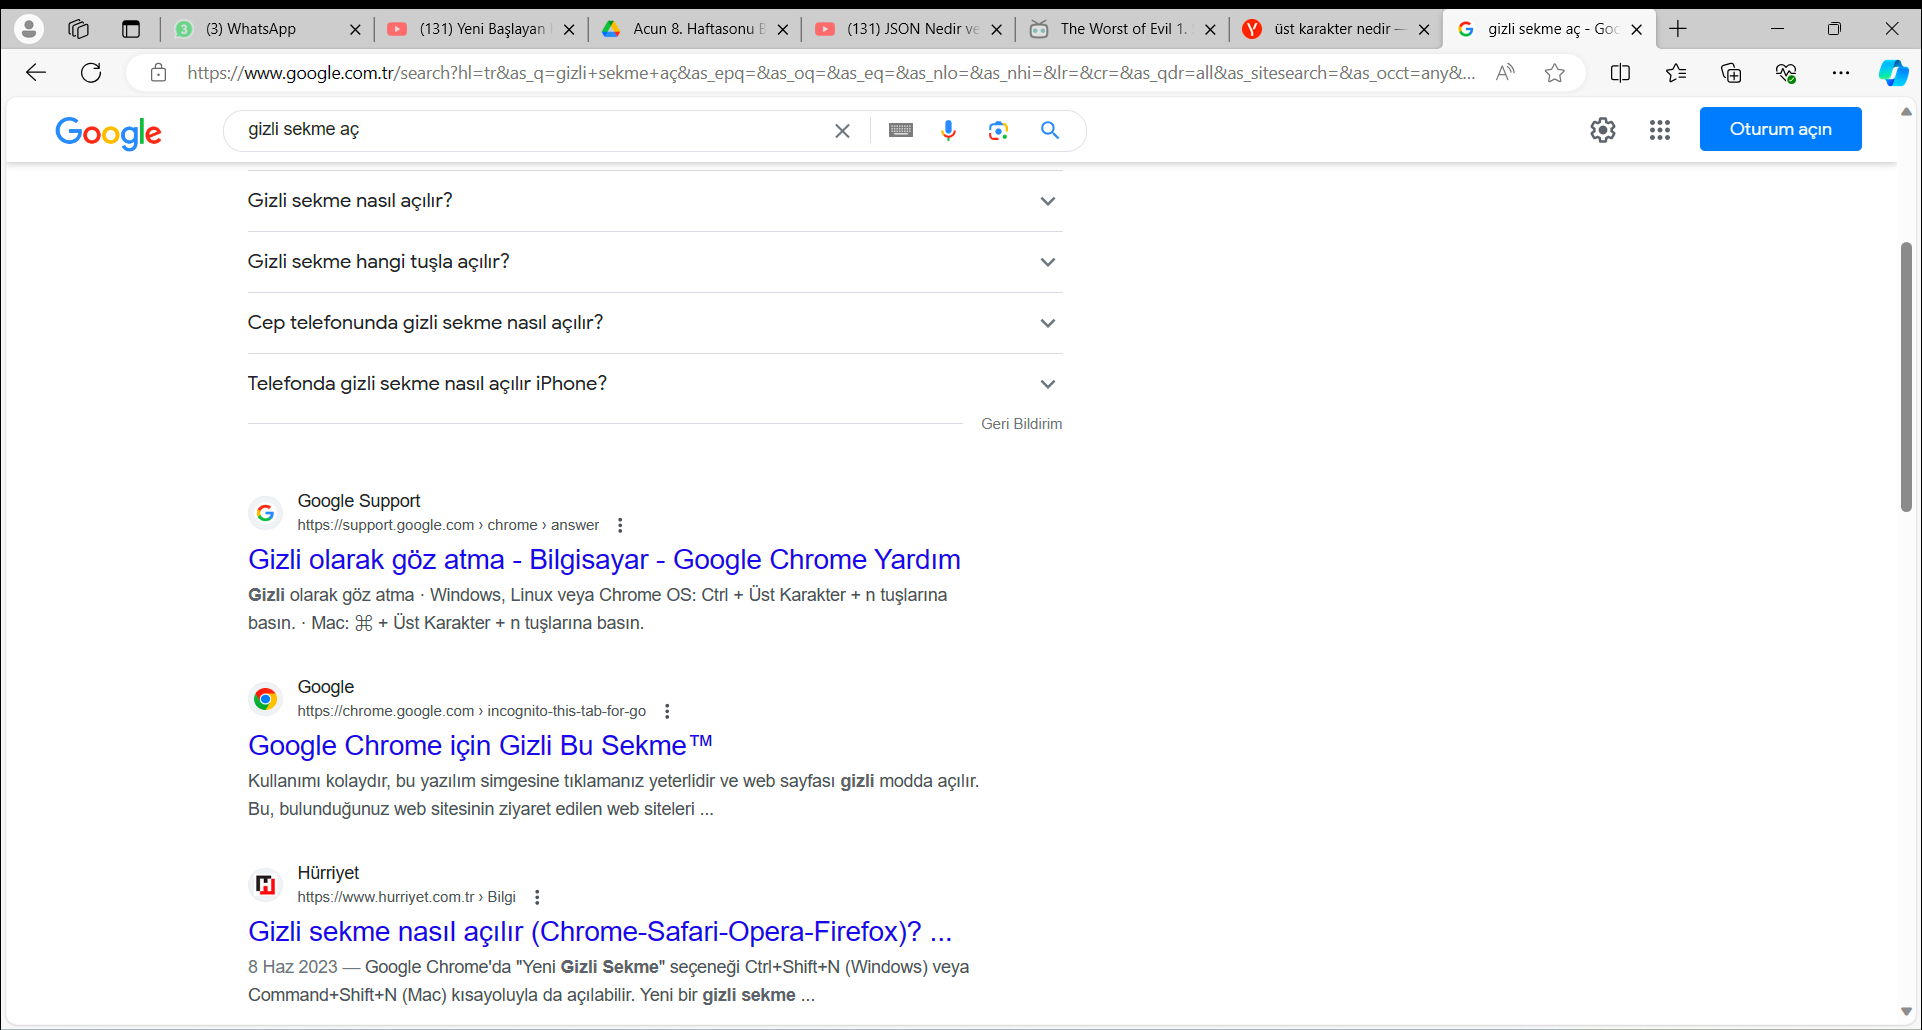 (3) WhatsApp
(131) Yeni Başlayan
Acun 8. Haftasonu B
(131) JSON Nedir ve
The Worst of Evil 1.
üst karakter nedir —
gizli sekme aç - Goo
https://www.google.com.tr/search?hl=tr&as_q=gizli+sekme+aç&as_epq=&as_oq=&as_eq=&as_nlo=&as_nhi=&lr=&cr=&as_qdr=all&as_sitesearch=&as_occt=any&...
Google
gizli sekme aç
Oturum açın
Gizli sekme nasıl açılır?
Gizli sekme hangi tuşla açılır?
Cep telefonunda gizli sekme nasıl açılır?
Telefonda gizli sekme nasıl açılır iPhone?
Geri Bildirim
Google Support
https://support.google.com › chrome › answer
Gizli olarak göz atma - Bilgisayar - Google Chrome Yardım
Gizli olarak göz atma · Windows, Linux veya Chrome OS: Ctrl + Üst Karakter + n tuşlarına
basın. · Mac: ⌘ + Üst Karakter + n tuşlarına basın.
Google
https://chrome.google.com › incognito-this-tab-for-go
Google Chrome için Gizli Bu Sekme™
Kullanımı kolaydır, bu yazılım simgesine tıklamanız yeterlidir ve web sayfası gizli modda açılır.
Bu, bulunduğunuz web sitesinin ziyaret edilen web siteleri ...
Hürriyet
https://www.hurriyet.com.tr › Bilgi
Gizli sekme nasıl açılır (Chrome-Safari-Opera-Firefox)? ...
8 Haz 2023 — Google Chrome'da "Yeni Gizli Sekme" seçeneği Ctrl+Shift+N (Windows) veya
Command+Shift+N (Mac) kısayoluyla da açılabilir. Yeni bir gizli sekme ...